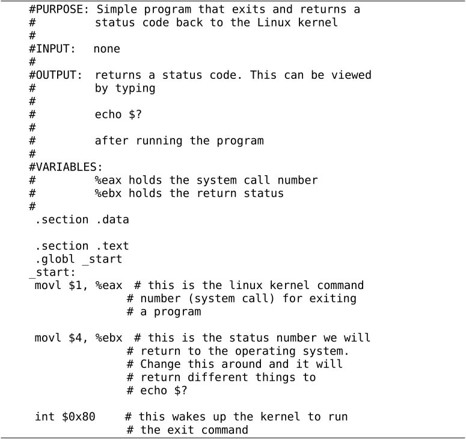 #PURPOSE: Simple program that exits and returns a
#         status code back to the Linux kernel
#
#INPUT:   none
#
#OUTPUT:  returns a status code. This can be viewed
#         by typing
#
#         echo $?
#
#         after running the program
#
#VARIABLES:
#         %eax holds the system call number
#         %ebx holds the return status
#
.section .data
.section .text
.globl _start
_start:
movl $1, %eax  # this is the linux kernel command
# number (system call) for exiting
# a program
movl $4, %ebx  # this is the status number we will
# return to the operating system.
# Change this around and it will
# return different things to
# echo $?
int $0x80    # this wakes up the kernel to run
# the exit command